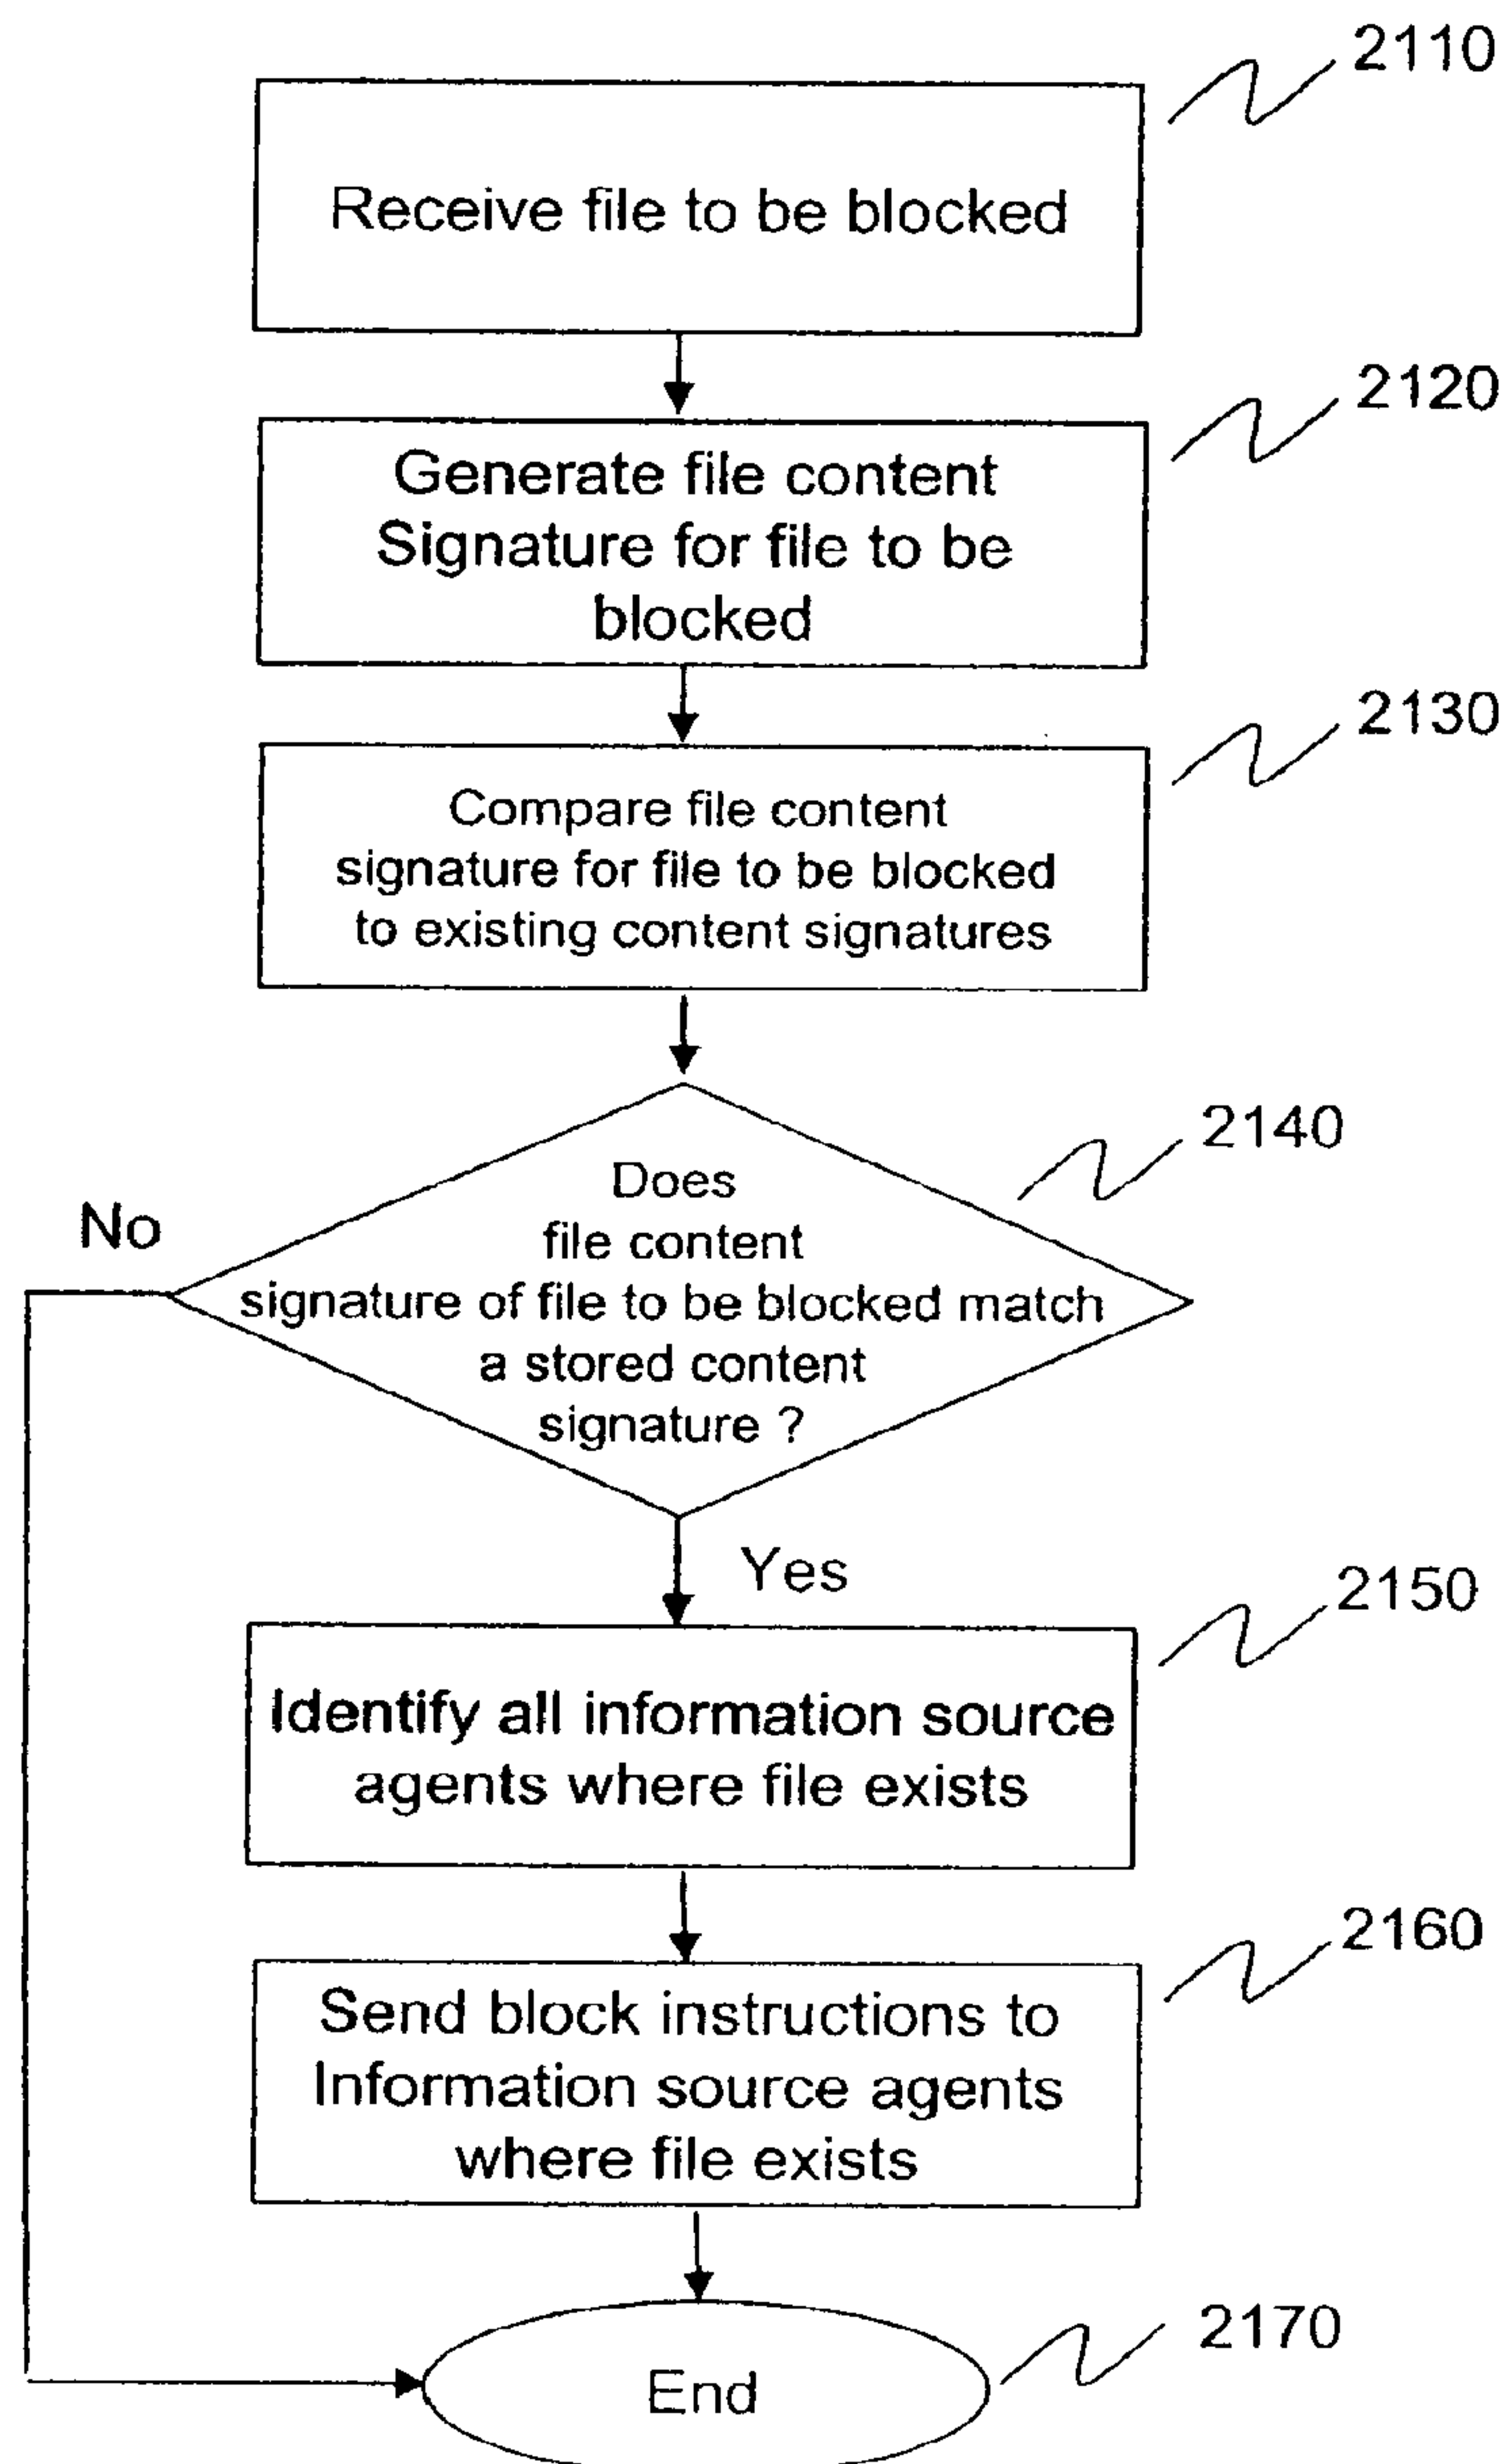 2110
Receive file to be blocked
2120
Generate file content
Signature for file to be
blocked
2130
Compare file content
signature for file to be blocked
to existing content signatures
2140
Does
file content
signature of file to be blocked match
a stored content
signature ?
No
Yes
2150
Identify all information source
agents where file exists
2160
Send block instructions to
Information source agents
where file exists
2170
End